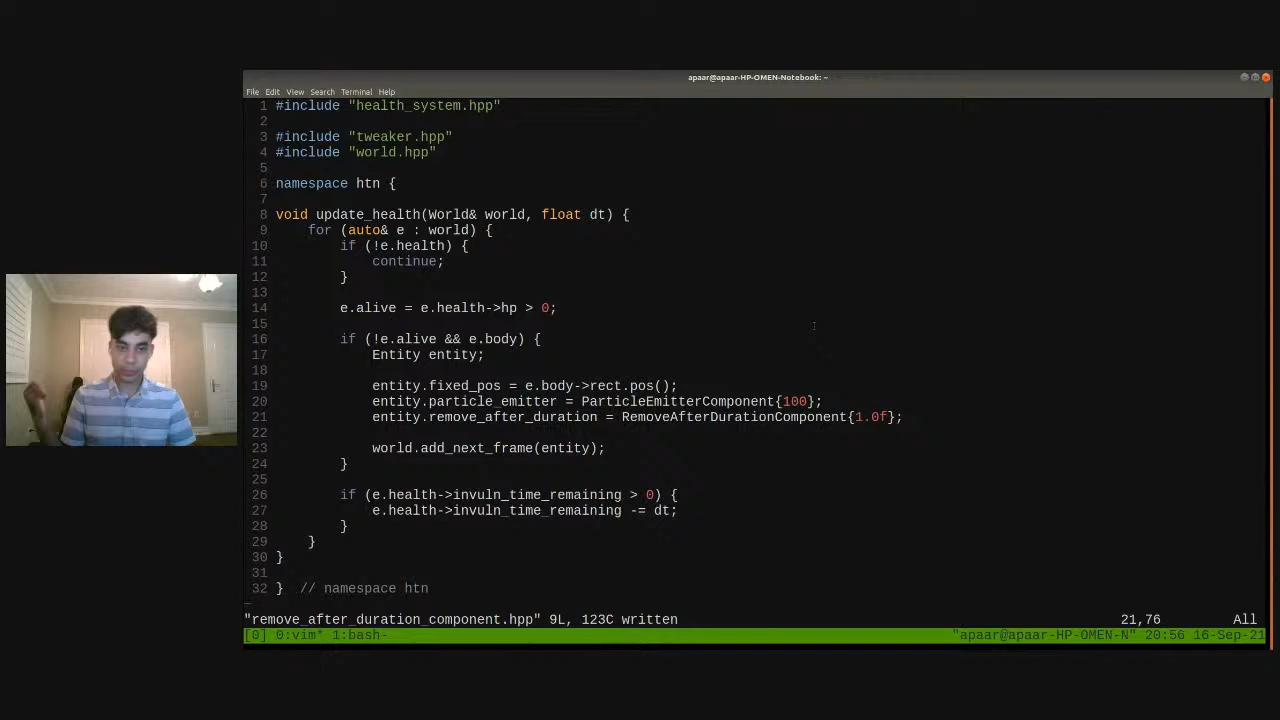 apaar@apaar-HP-OMEN-Notebook: ~
File Edit View Search Terminal Help
1 #include "health_system.hpp"
2
3 #include "tweaker.hpp"
4 #include "world.hpp"
5
6 namespace htn {
7
8 void update_health(World& world, float dt) {
9     for (auto& e : world) {
10         if (!e.health) {
11             continue;
12         }
13
14         e.alive = e.health->hp > 0;
15
16         if (!e.alive && e.body) {
17             Entity entity;
18
19             entity.fixed_pos = e.body->rect.pos();
20             entity.particle_emitter = ParticleEmitterComponent{100};
21             entity.remove_after_duration = RemoveAfterDurationComponent{1.0f};
22
23             world.add_next_frame(entity);
24         }
25
26         if (e.health->invuln_time_remaining > 0) {
27             e.health->invuln_time_remaining -= dt;
28         }
29     }
30 }
31
32 }  // namespace htn
"remove_after_duration_component.hpp" 9L, 123C written 21,76 All
[0] 0:vim* 1:bash- "apaar@apaar-HP-OMEN-N" 20:56 16-Sep-21